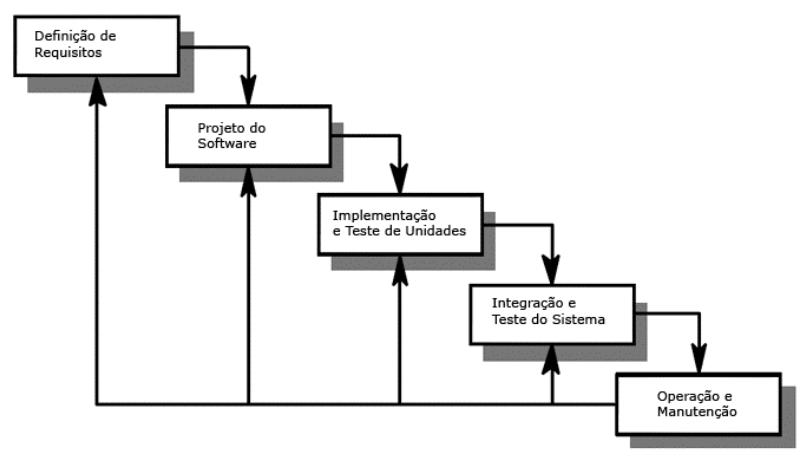 Definição de
Requisitos
Projeto do
Software
Implementação
e Teste de Unidades
Integração e
Teste do Sistema
Operação e
Manutenção